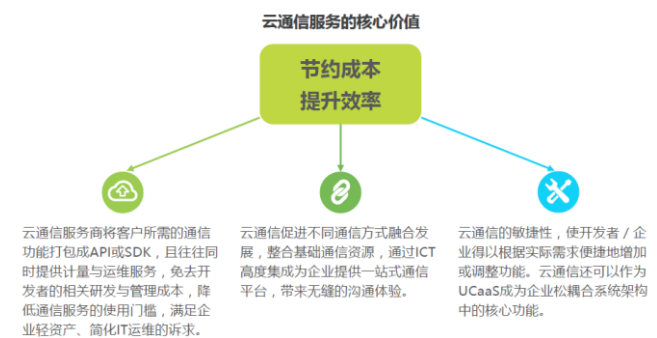 云通信服务的核心价值
节约成本
提升效率
云通信服务商将客户所需的通信
功能打包成API或SDK，且往往同
时提供计量与运维服务，免去开
发者的相关研发与管理成本，降
低通信服务的使用门槛，满足企
业轻资产、简化IT运维的诉求。
云通信促进不同通信方式融合发
展，整合基础通信资源，通过ICT
高度集成为企业提供一站式通信
平台，带来无缝的沟通体验。
云通信的敏捷性，使开发者 / 企
业得以根据实际需求便捷地增加
或调整功能。云通信还可以作为
UCaaS成为企业松耦合系统架构
中的核心功能。